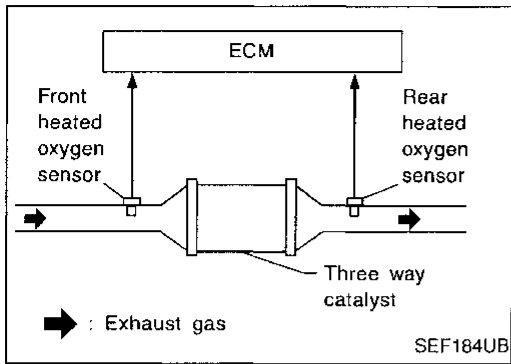 ECM
Front
heated
oxygen
sensor
Rear
heated
oxygen
sensor
Three way
catalyst
: Exhaust gas
SEF184UB